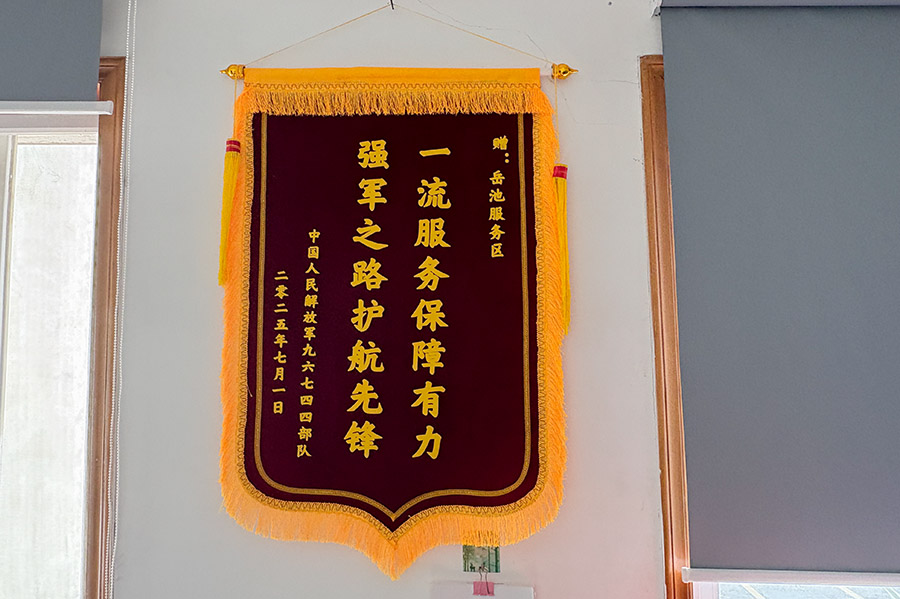 赠：岳池服务区
一流服务保障有力
强军之路护航先锋
中国人民解放军九六七四四部队
二零二五年七月一日